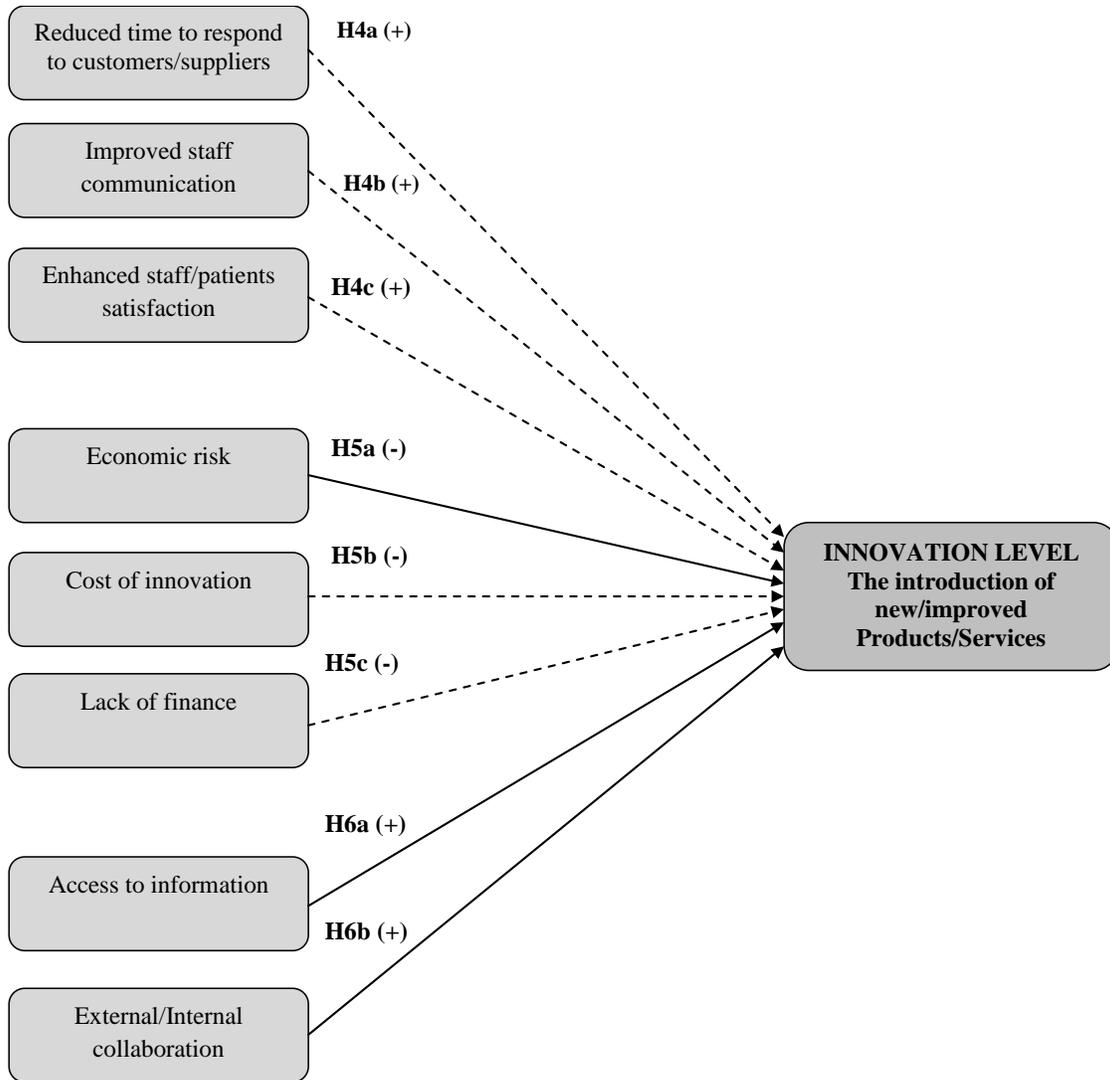 Reduced time to respond
to customers/suppliers
H4a (+)
Improved staff
communication
H4b (+)
Enhanced staff/patients
satisfaction
H4c (+)
Economic risk
H5a (-)
Cost of innovation
H5b (-)
Lack of finance
H5c (-)
Access to information
H6a (+)
External/Internal
collaboration
H6b (+)
INNOVATION LEVEL
The introduction of
new/improved
Products/Services